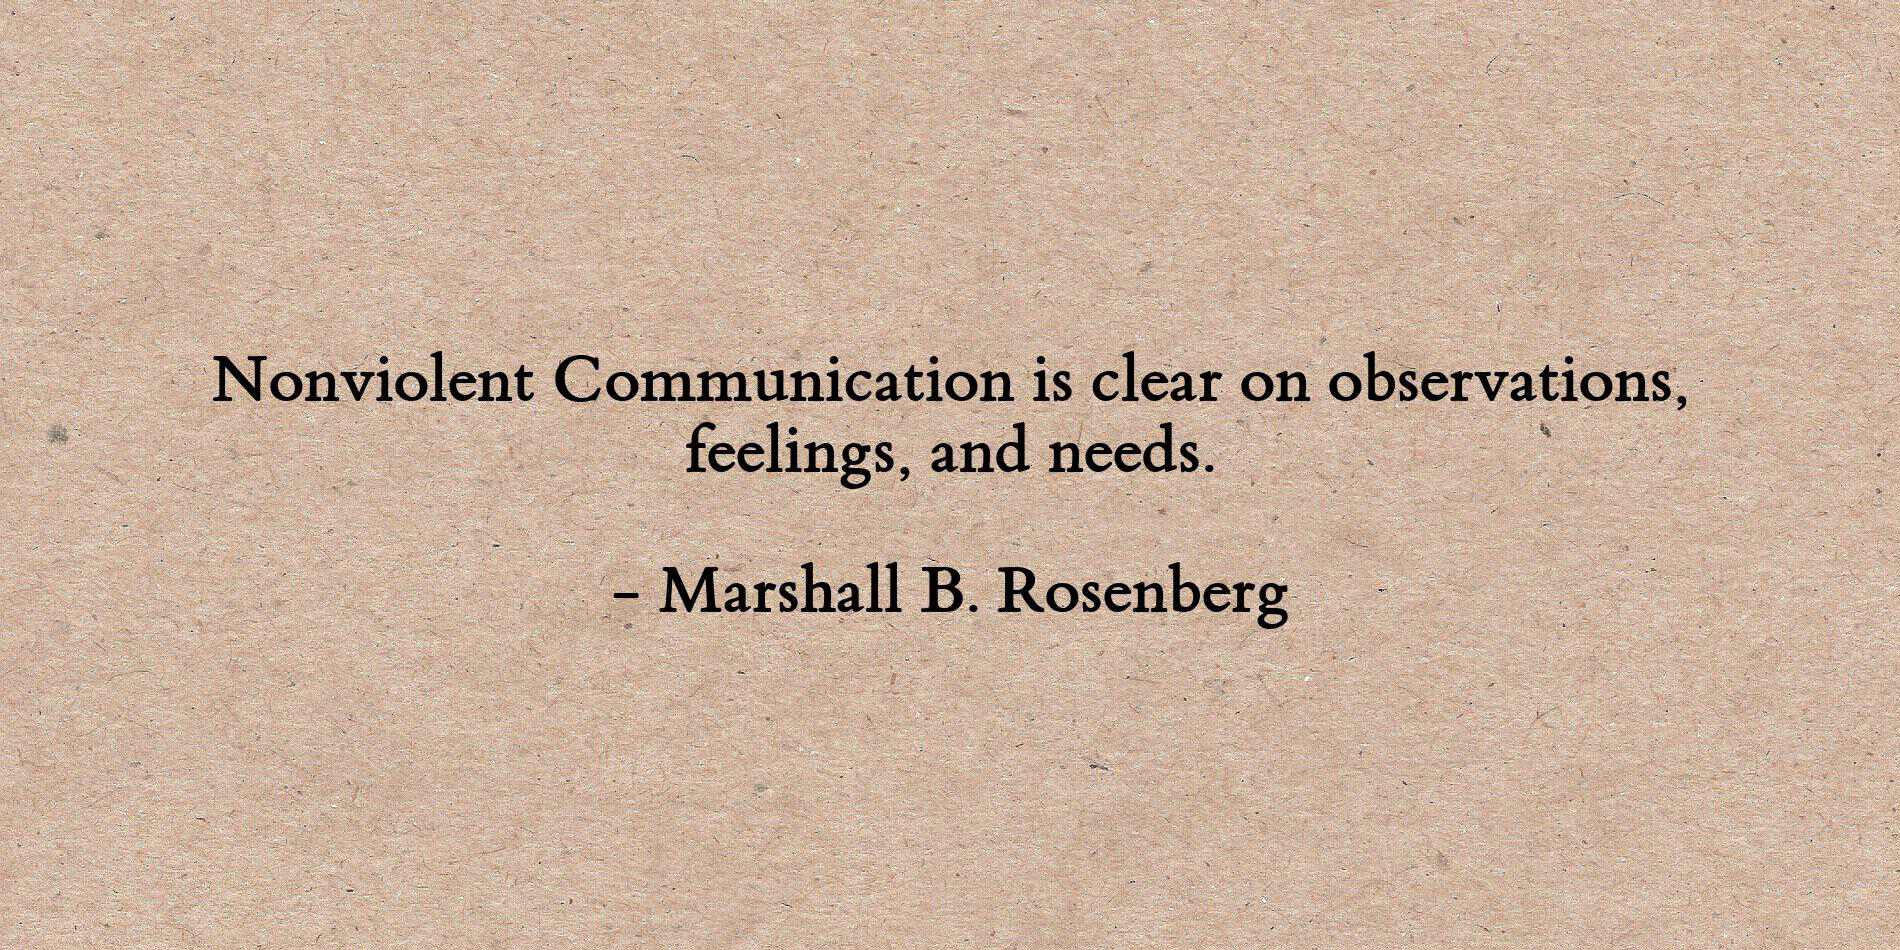 Nonviolent Communication is clear on observations,
feelings, and needs.
– Marshall B. Rosenberg